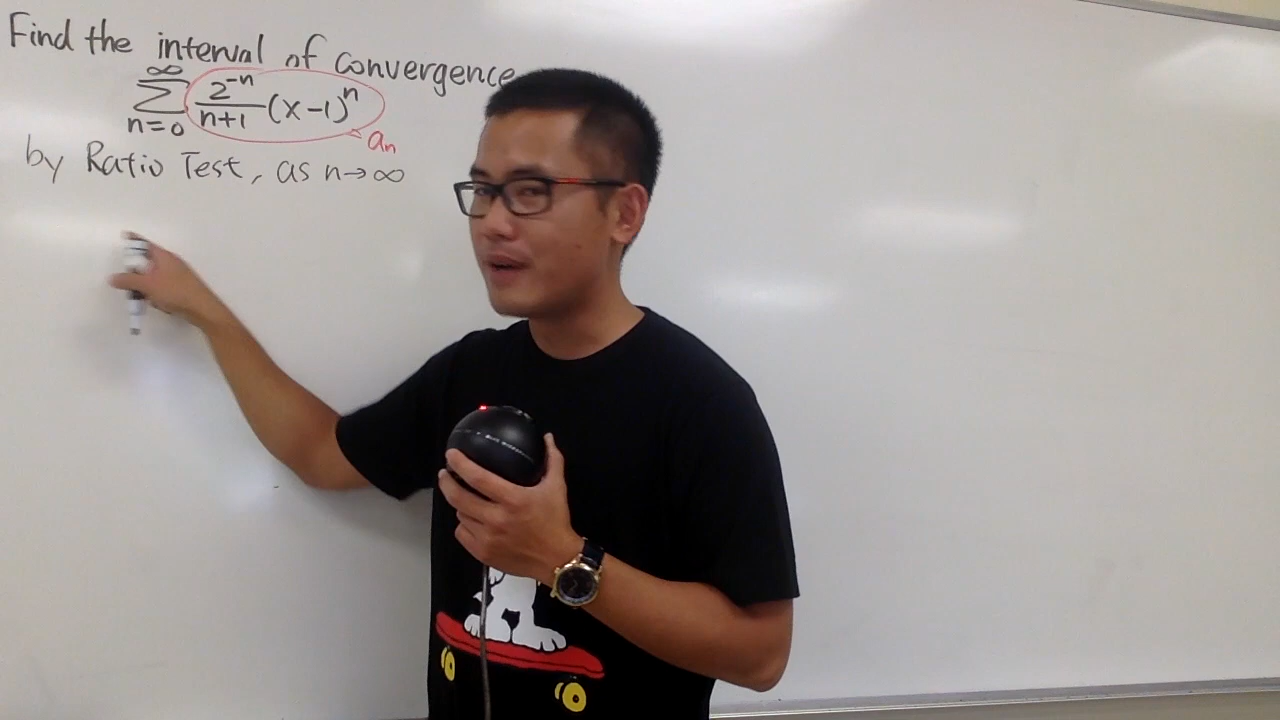 Find the interval of convergence
∞
Σ 2^-n/(n+1) (x-1)^n
n=0
an
by Ratio Test, as n→∞